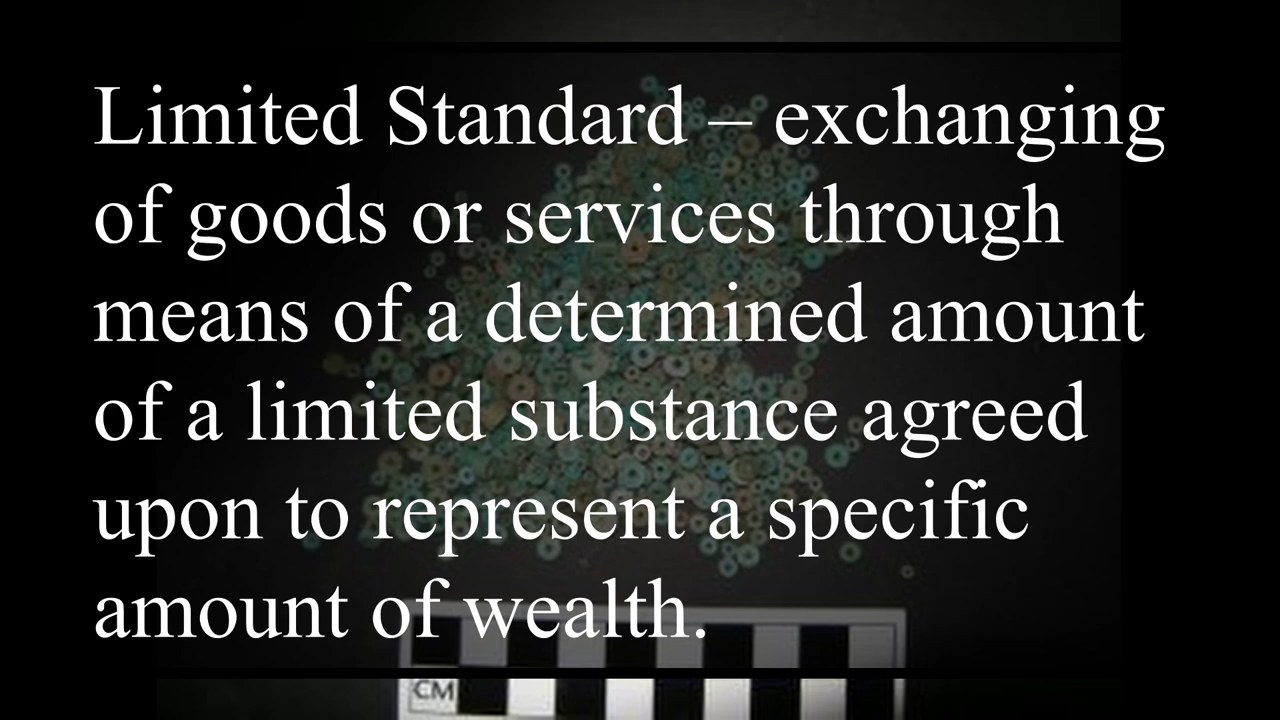 Limited Standard – exchanging
of goods or services through
means of a determined amount
of a limited substance agreed
upon to represent a specific
amount of wealth.
CM